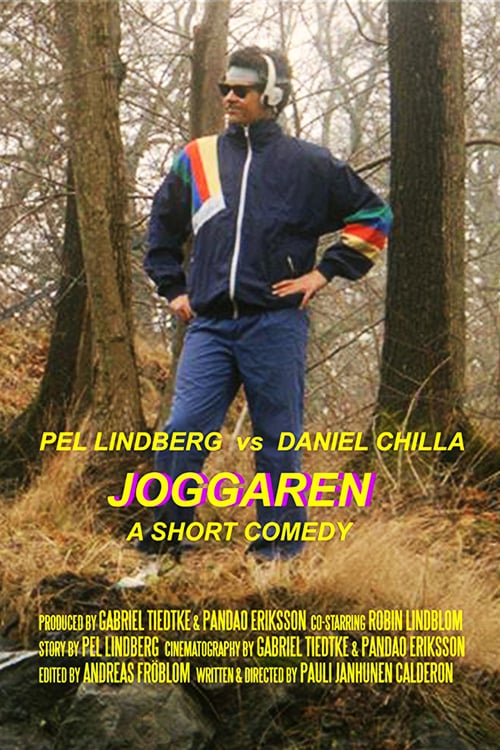 PEL LINDBERG vs DANIEL CHILLA
JOGGAREN
A SHORT COMEDY
PRODUCED BY GABRIEL TIEDTKE & PANDAO ERIKSSON CO-STARRING ROBIN LINDBLOM
STORY BY PEL LINDBERG CINEMATOGRAPHY BY GABRIEL TIEDTKE & PANDAO ERIKSSON
EDITED BY ANDREAS FRÖBLOM WRITTEN & DIRECTED BY PAULI JANHUNEN CALDERON